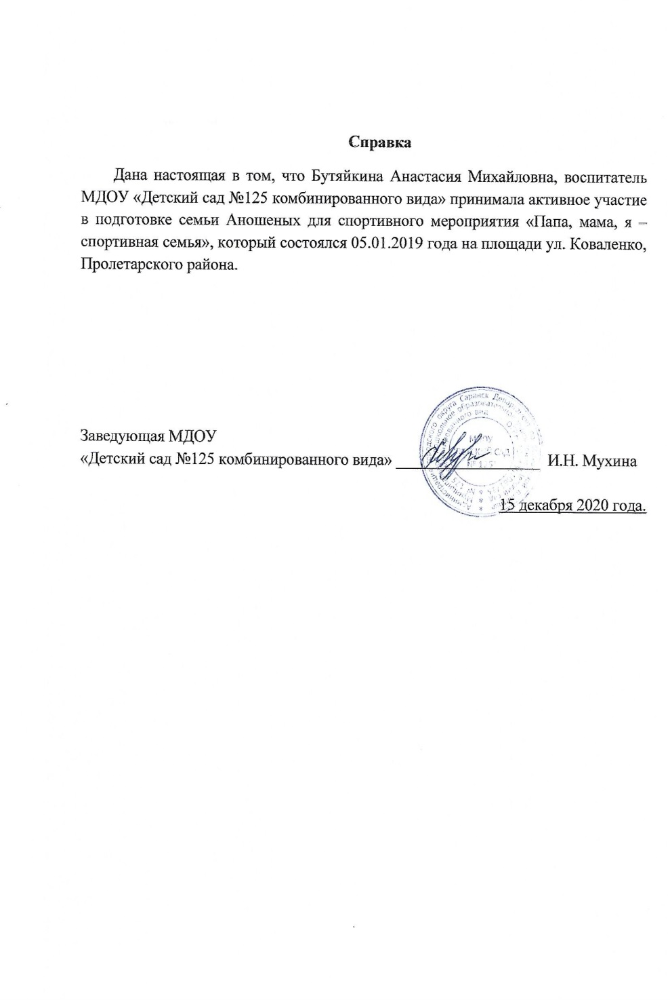 Справка
Дана настоящая в том, что Бутяйкина Анастасия Михайловна, воспитатель
МДОУ «Детский сад №125 комбинированного вида» принимала активное участие
в подготовке семьи Аношеных для спортивного мероприятия «Папа, мама, я –
спортивная семья», который состоялся 05.01.2019 года на площади ул. Коваленко,
Пролетарского района.
Заведующая МДОУ
«Детский сад №125 комбинированного вида» И.Н. Мухина
15 декабря 2020 года.
округа Саранск